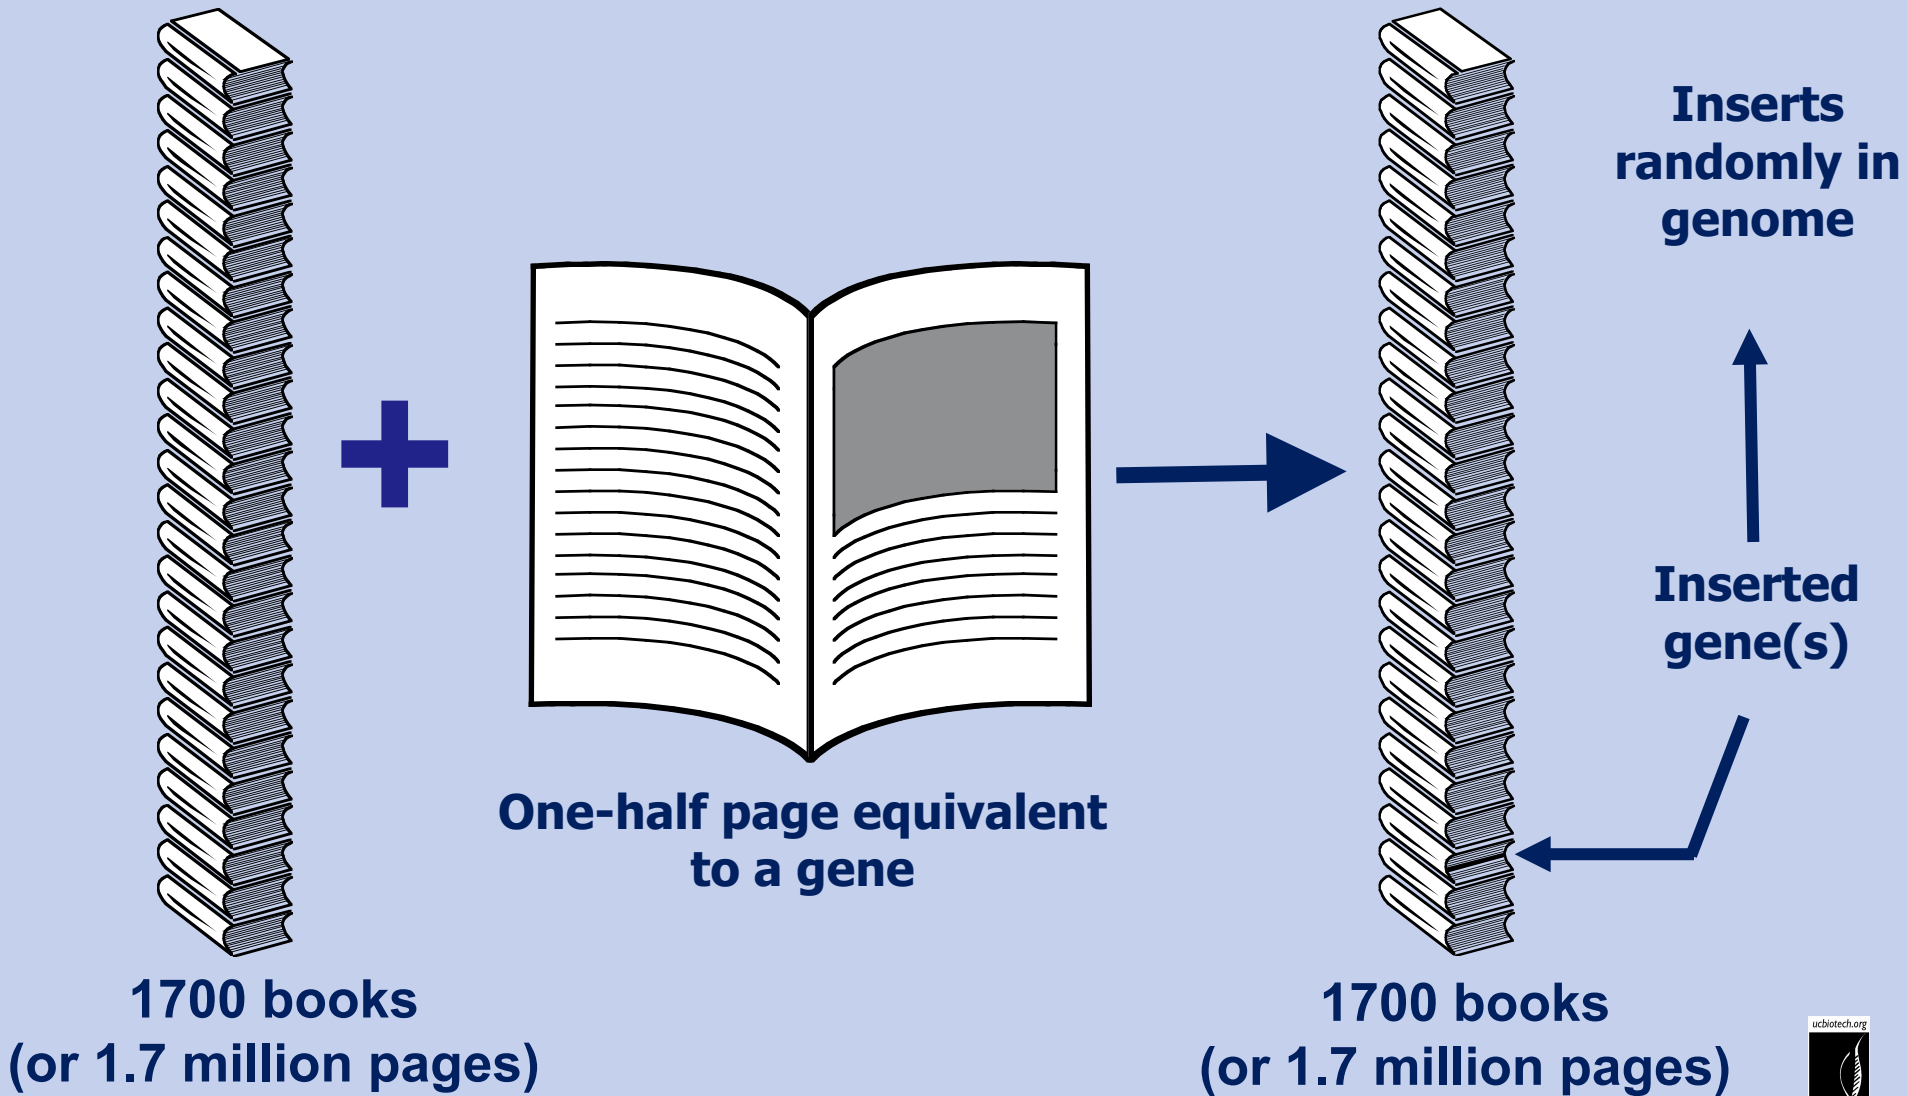 Inserts
randomly in
genome
Inserted
gene(s)
One-half page equivalent
to a gene
1700 books
(or 1.7 million pages)
1700 books
(or 1.7 million pages)
ucbiotech.org